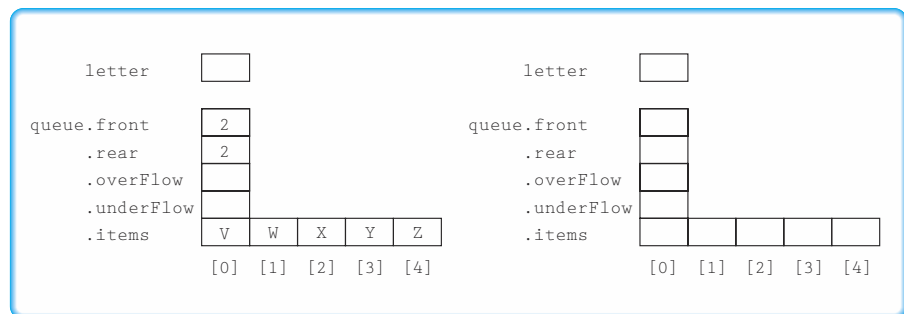 letter
queue.front 2
.rear 2
.overFlow
.underFlow
.items V W X Y Z
[0] [1] [2] [3] [4]
letter
queue.front
.rear
.overFlow
.underFlow
.items
[0] [1] [2] [3] [4]